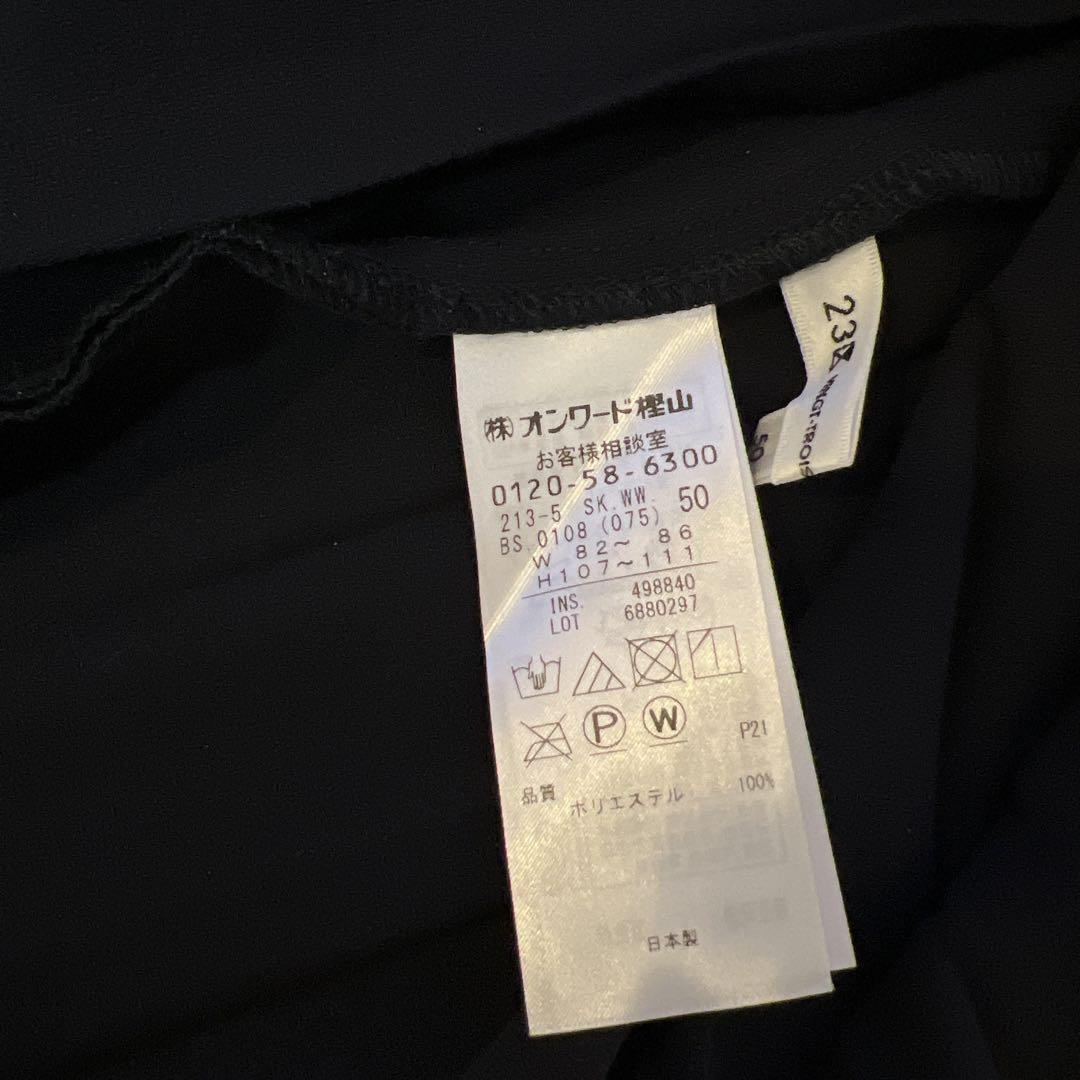 (株)オンワード樫山
お客様相談室
0120-58-6300
213-5 SK.WW. 50
BS.0108 (075)
W 82~ 86
H107~111
INS. 498840
LOT 6880297
P
W
P21
品質 ポリエステル 100%
日本製
23区
VINGT-TROIS
50